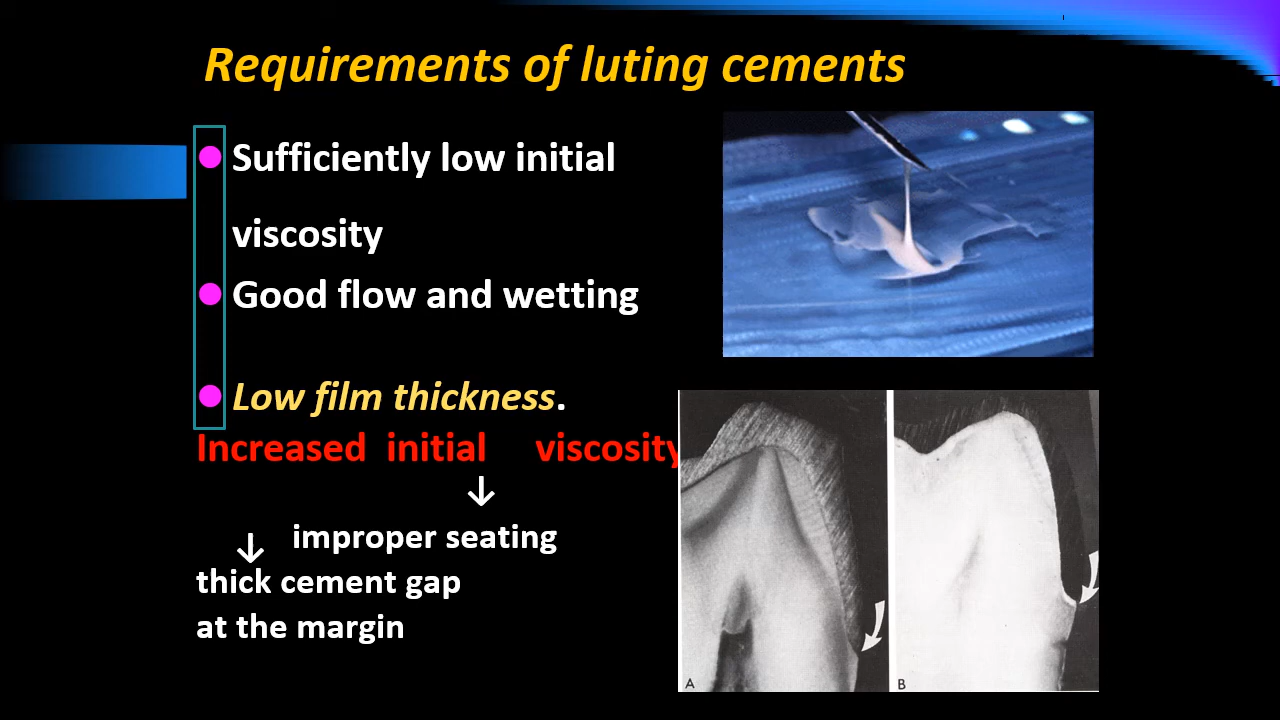 Requirements of luting cements
Sufficiently low initial
viscosity
Good flow and wetting
Low film thickness.
Increased initial viscosity
↓
improper seating
↓
thick cement gap
at the margin
A
B